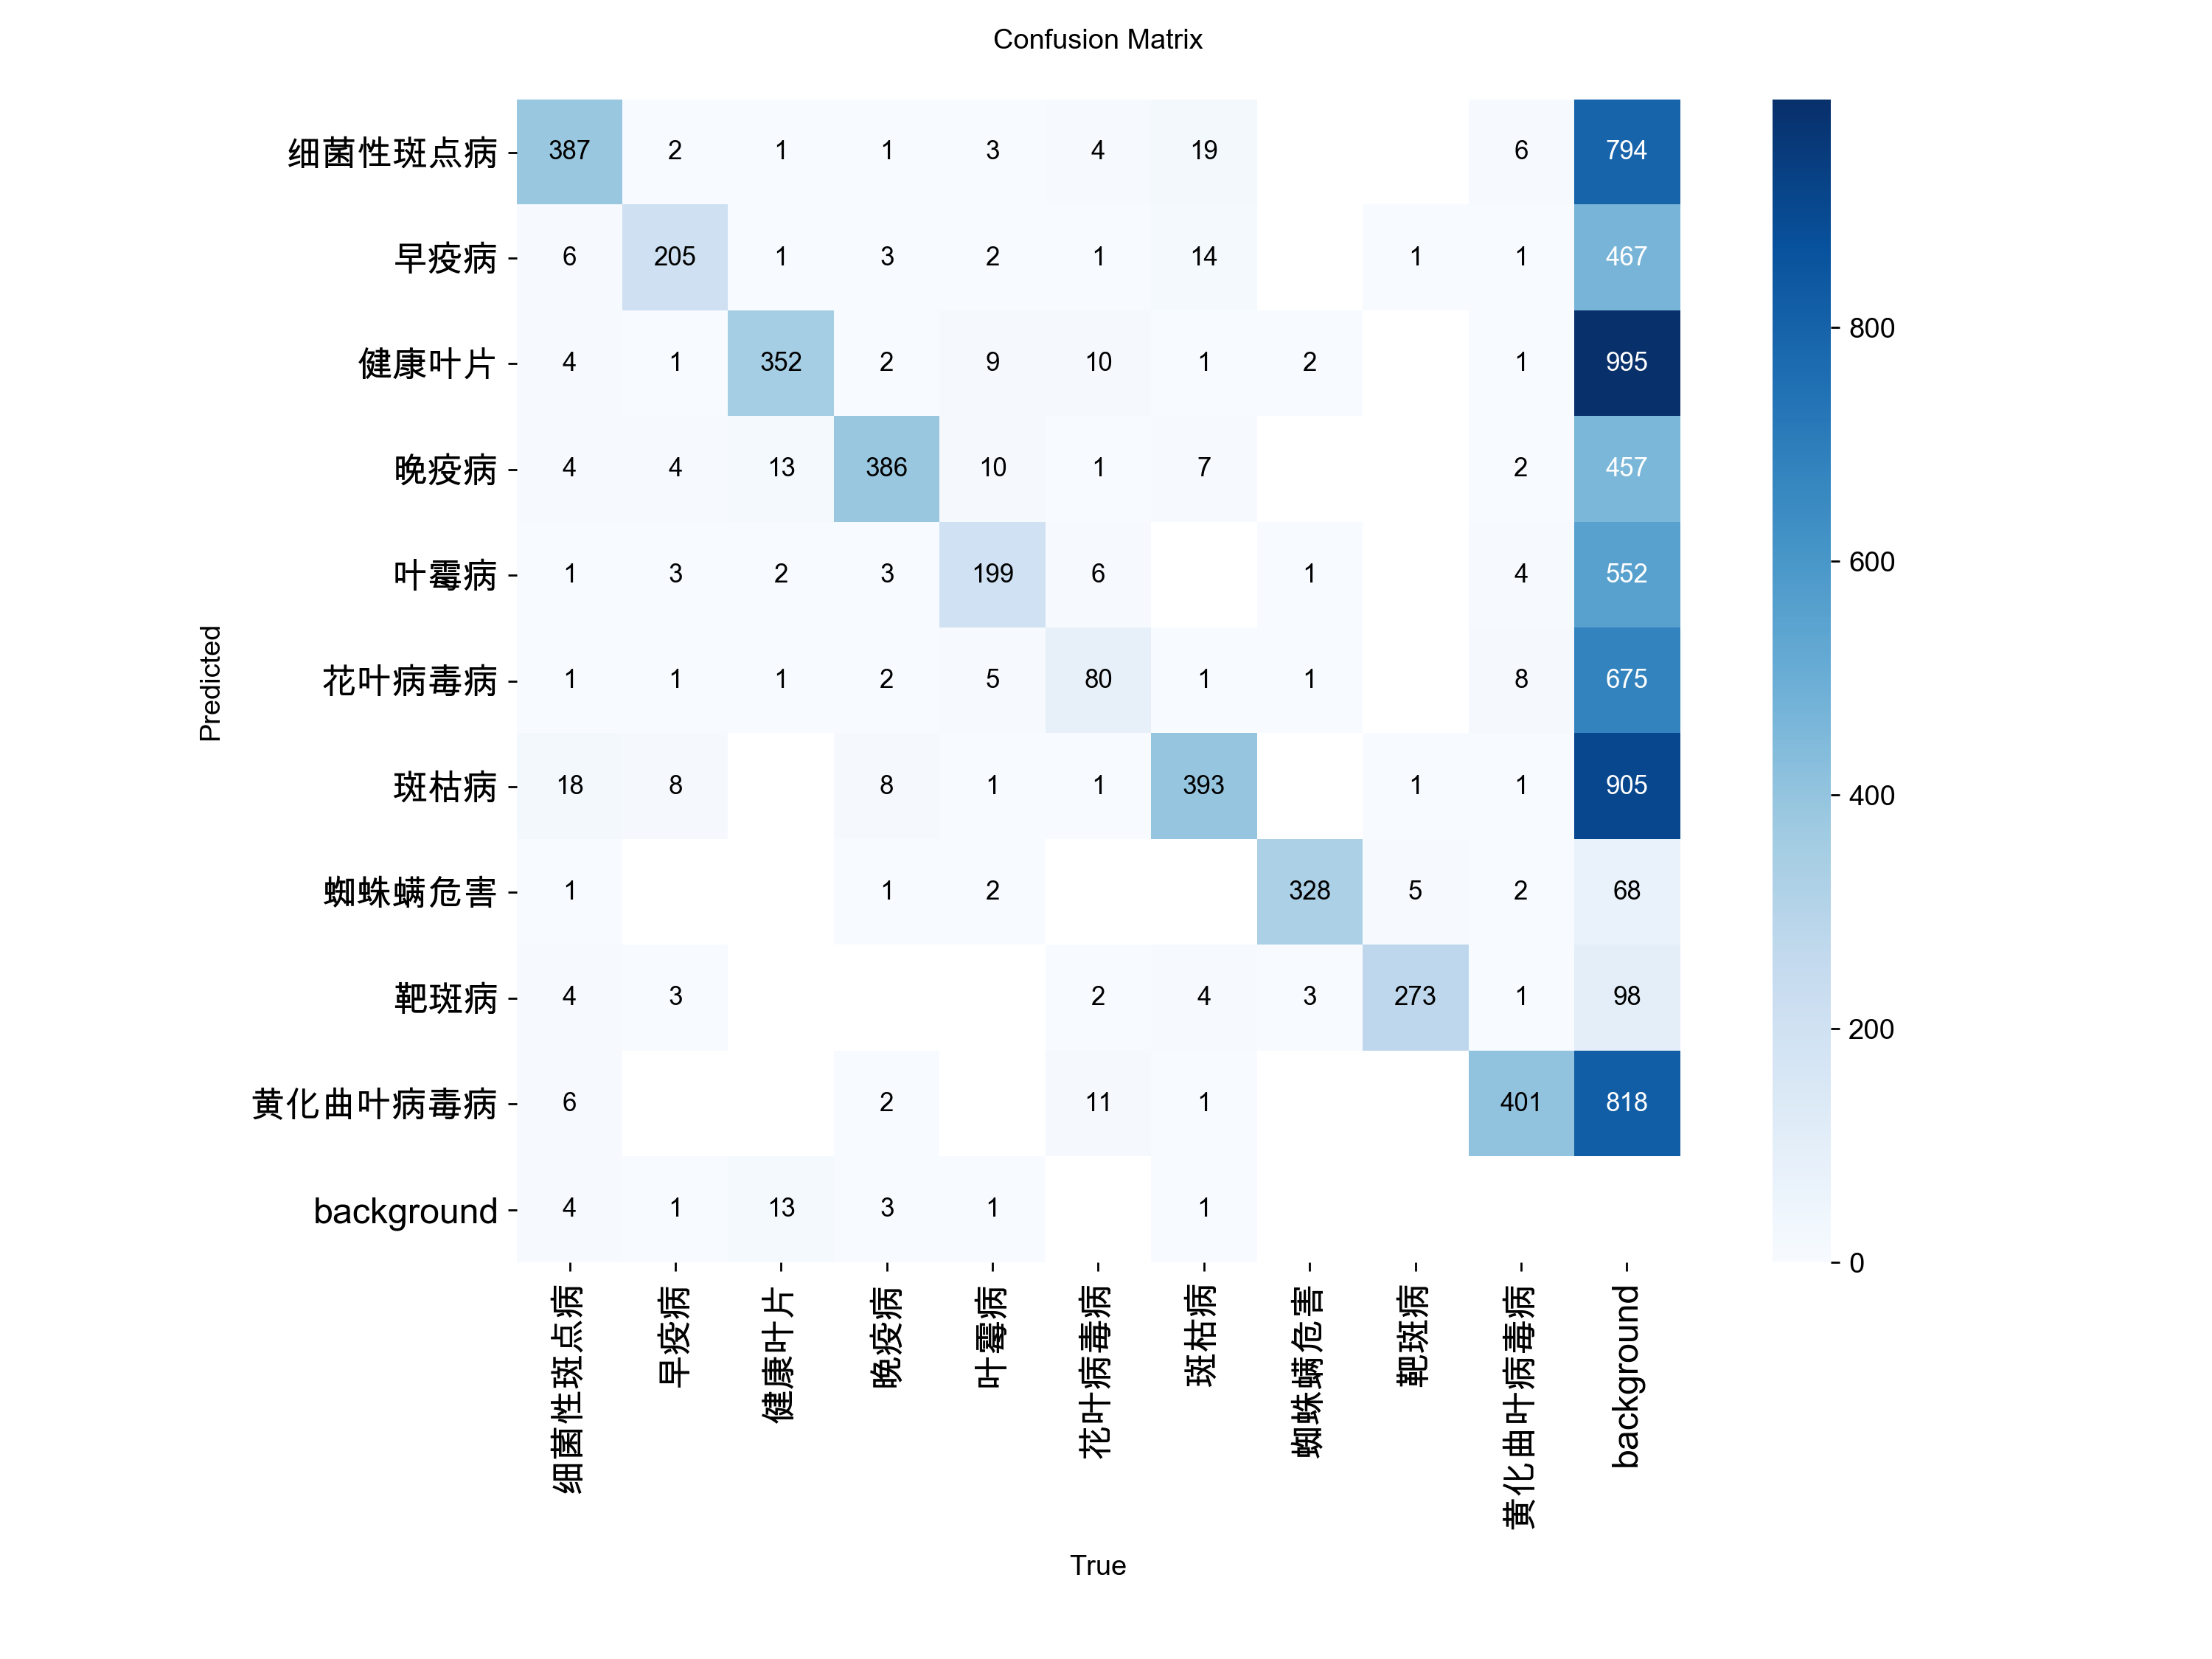 Confusion Matrix
细菌性斑点病 387 2 1 1 3 4 19 6 794
早疫病 6 205 1 3 2 1 14 1 1 467
健康叶片 4 1 352 2 9 10 1 2 1 995
晚疫病 4 4 13 386 10 1 7 2 457
叶霉病 1 3 2 3 199 6 1 4 552
花叶病毒病 1 1 1 2 5 80 1 1 8 675
斑枯病 18 8 8 1 1 393 1 1 905
蜘蛛螨危害 1 1 2 328 5 2 68
靶斑病 4 3 2 4 3 273 1 98
黄化曲叶病毒病 6 2 11 1 401 818
background 4 1 13 3 1 1
Predicted
细菌性斑点病
早疫病
健康叶片
晚疫病
叶霉病
花叶病毒病
斑枯病
蜘蛛螨危害
靶斑病
黄化曲叶病毒病
background
True
800
600
400
200
0